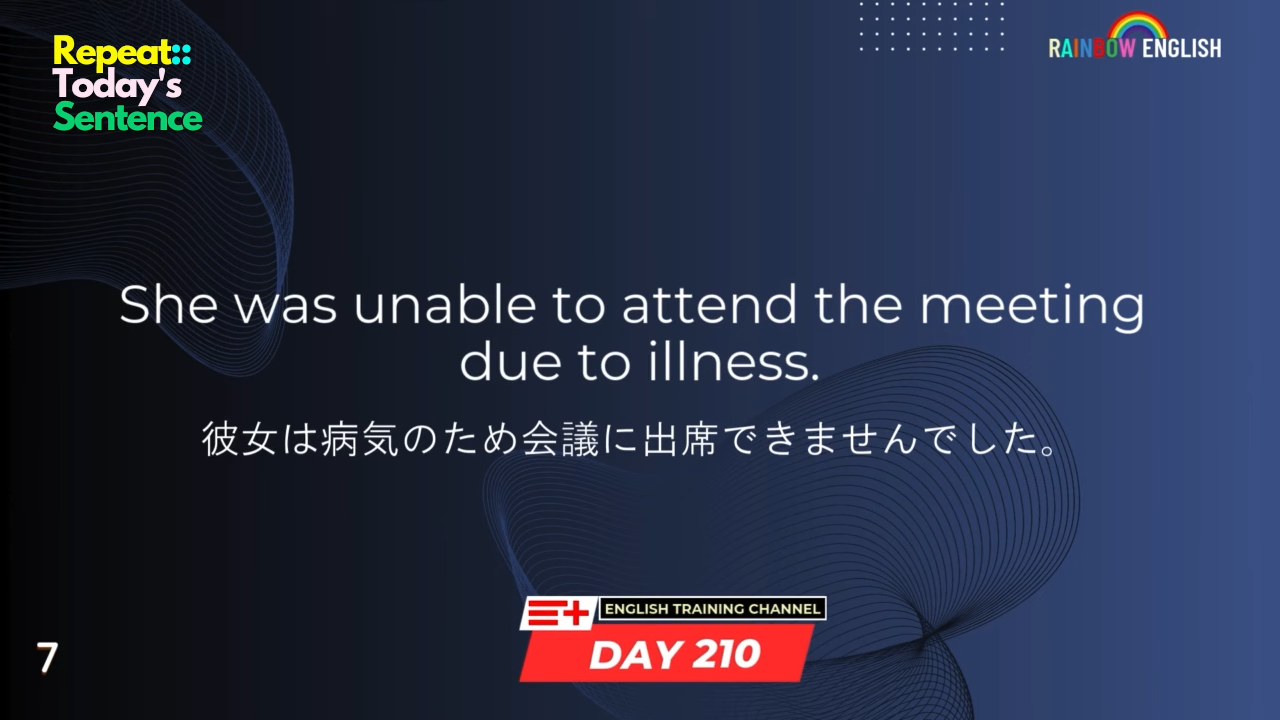 Repeat::
Today's
Sentence
RAINBOW ENGLISH
She was unable to attend the meeting
due to illness.
彼女は病気のため会議に出席できませんでした。
E+ ENGLISH TRAINING CHANNEL
DAY 210
7